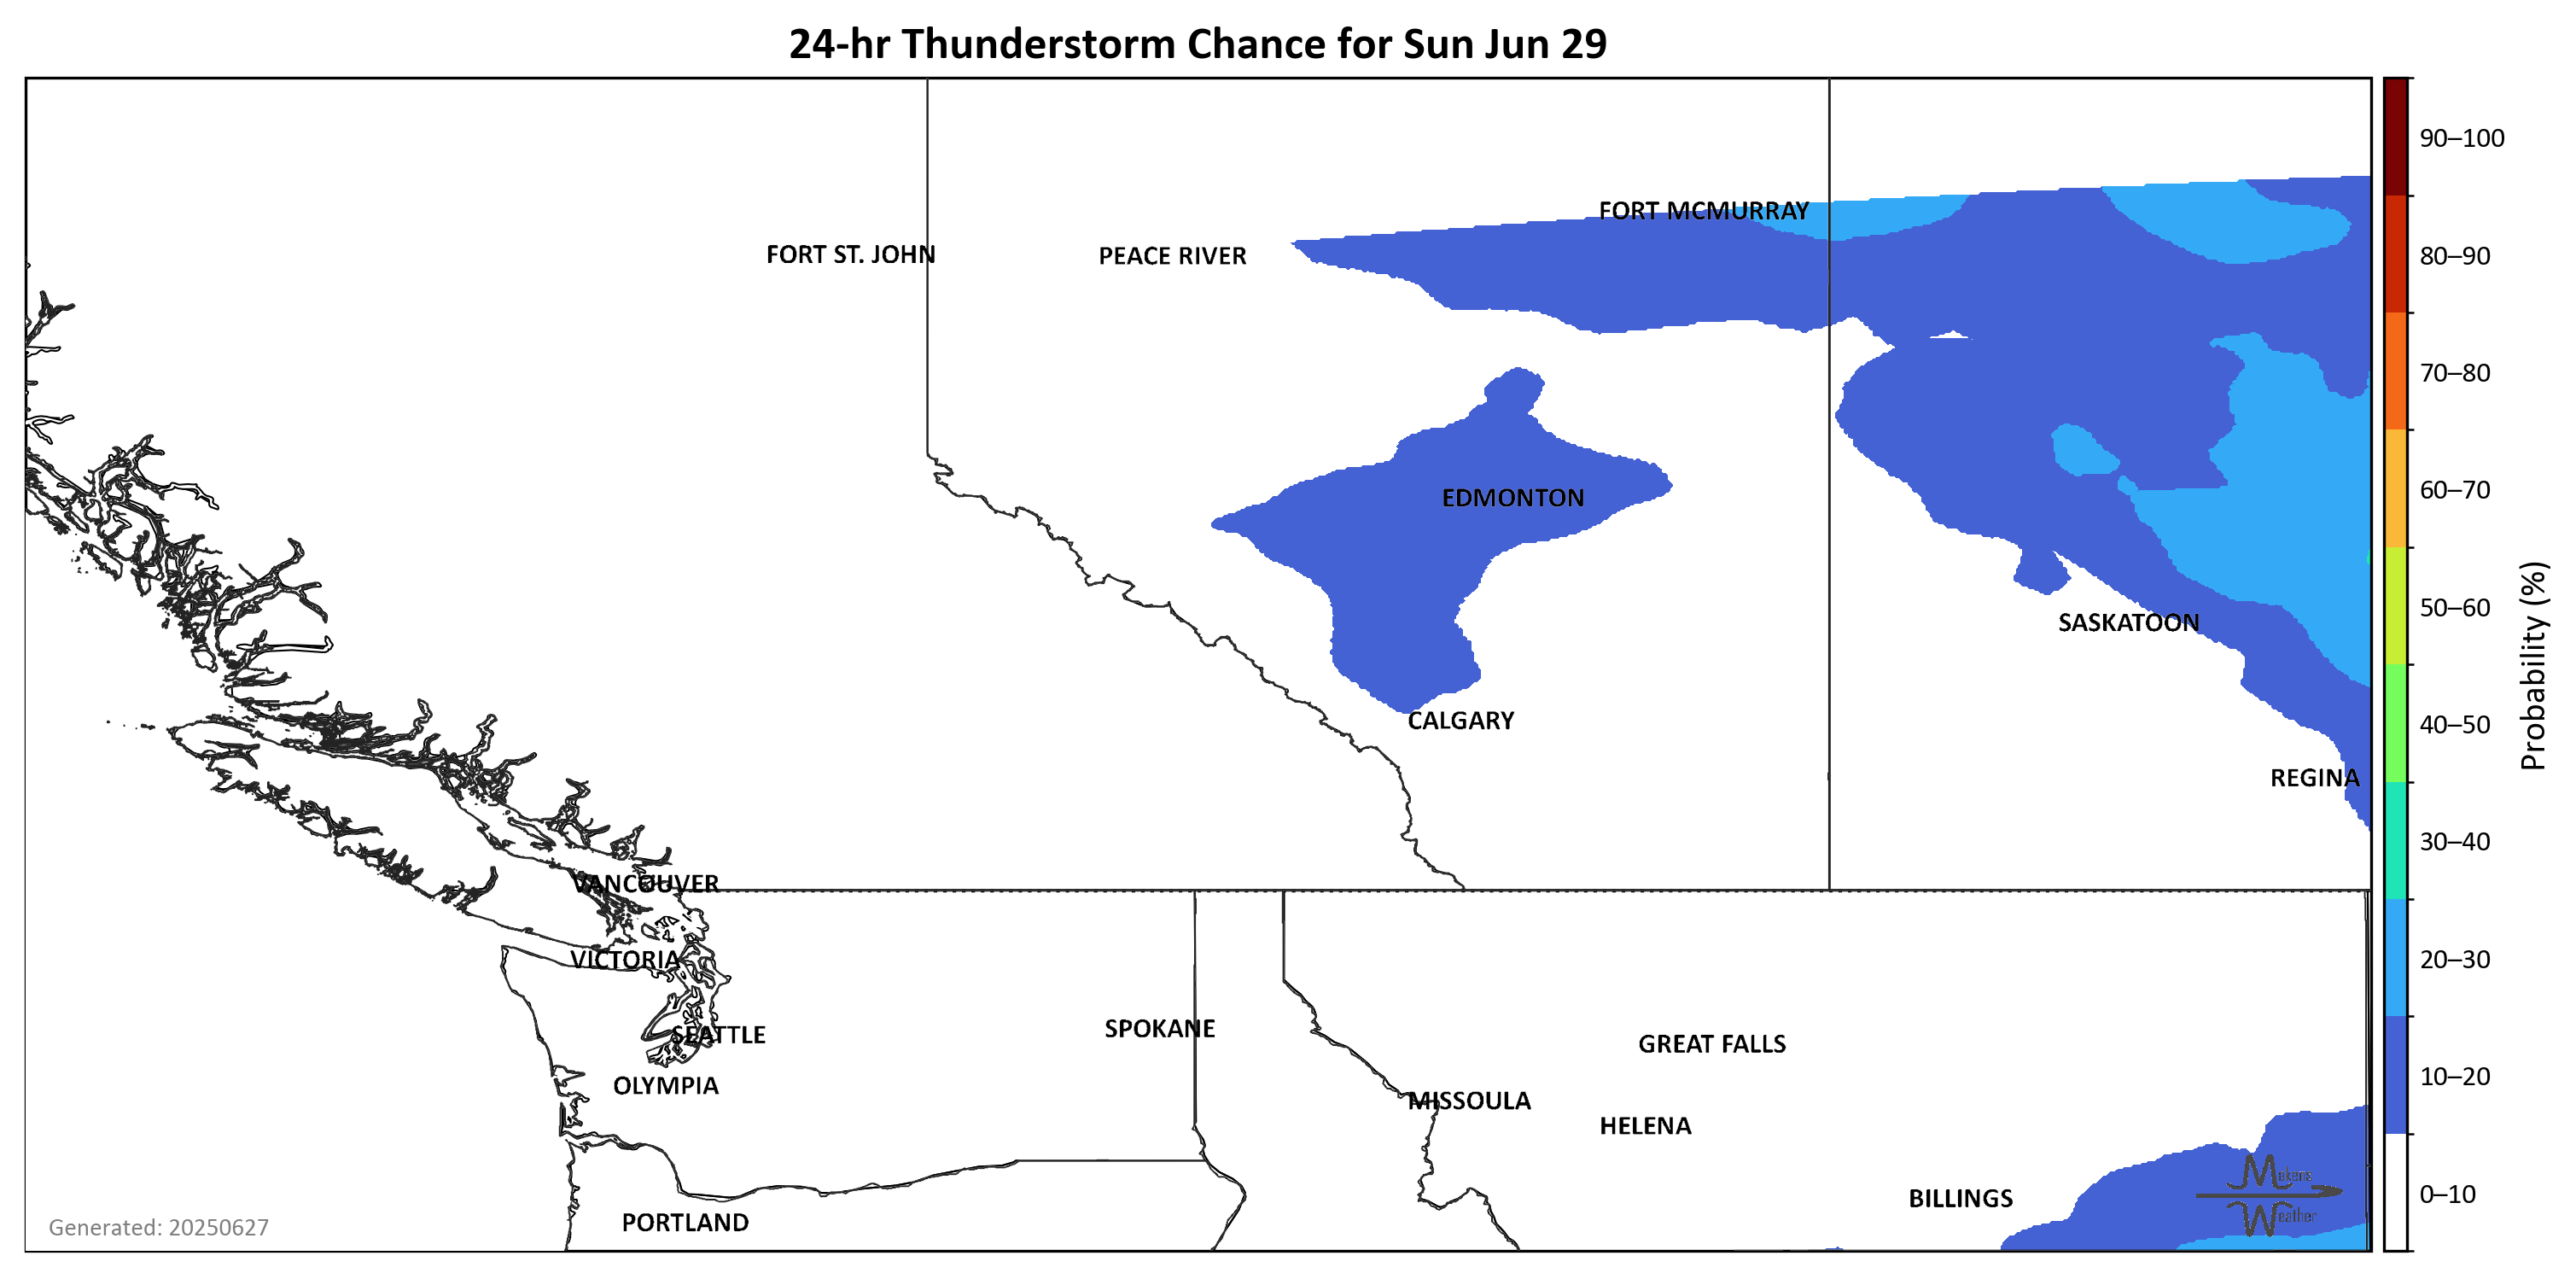 24-hr Thunderstorm Chance for Sun Jun 29
90–100
FORT MCMURRAY
FORT ST. JOHN
PEACE RIVER
80–90
70–80
EDMONTON
60–70
50–60
SASKATOON
Probability (%)
CALGARY
40–50
REGINA
30–40
VANCOUVER
VICTORIA
20–30
SEATTLE
SPOKANE
GREAT FALLS
OLYMPIA
10–20
MISSOULA
HELENA
Mekens
Weather
BILLINGS
0–10
PORTLAND
Generated: 20250627